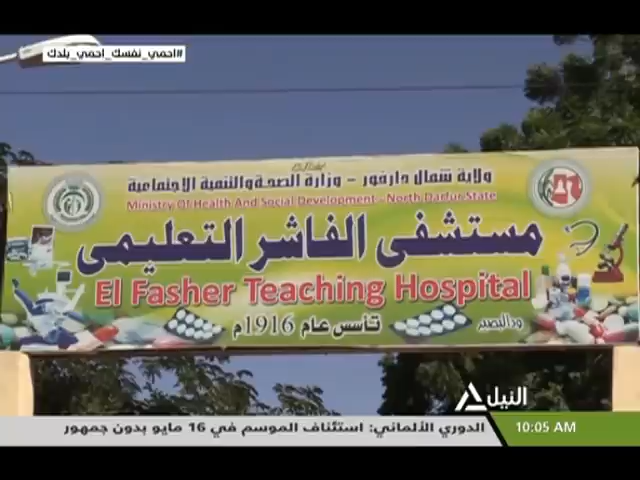 #احمي_نفسك_احمي_بلدك
ولاية شمال دارفور - وزارة الصحة والتنمية الاجتماعية
Ministry Of Health And Social Development - North Darfur State
مستشفى الفاشر التعليمى
El Fasher Teaching Hospital
تأسس عام 1916م
ودالبصير
النيل
الدوري الألماني: استئناف الموسم في 16 مايو بدون جمهور
10:05 AM